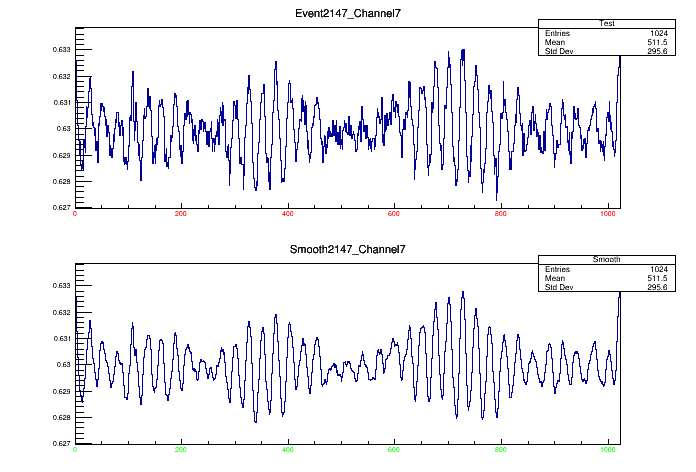 Event2147_Channel7
Test
Entries 1024
Mean 511.5
Std Dev 295.6
0.633
0.632
0.631
0.63
0.629
0.628
0.627
0 200 400 600 800 1000
Smooth2147_Channel7
Smooth
Entries 1024
Mean 511.5
Std Dev 295.6
0.633
0.632
0.631
0.63
0.629
0.628
0.627
0 200 400 600 800 1000